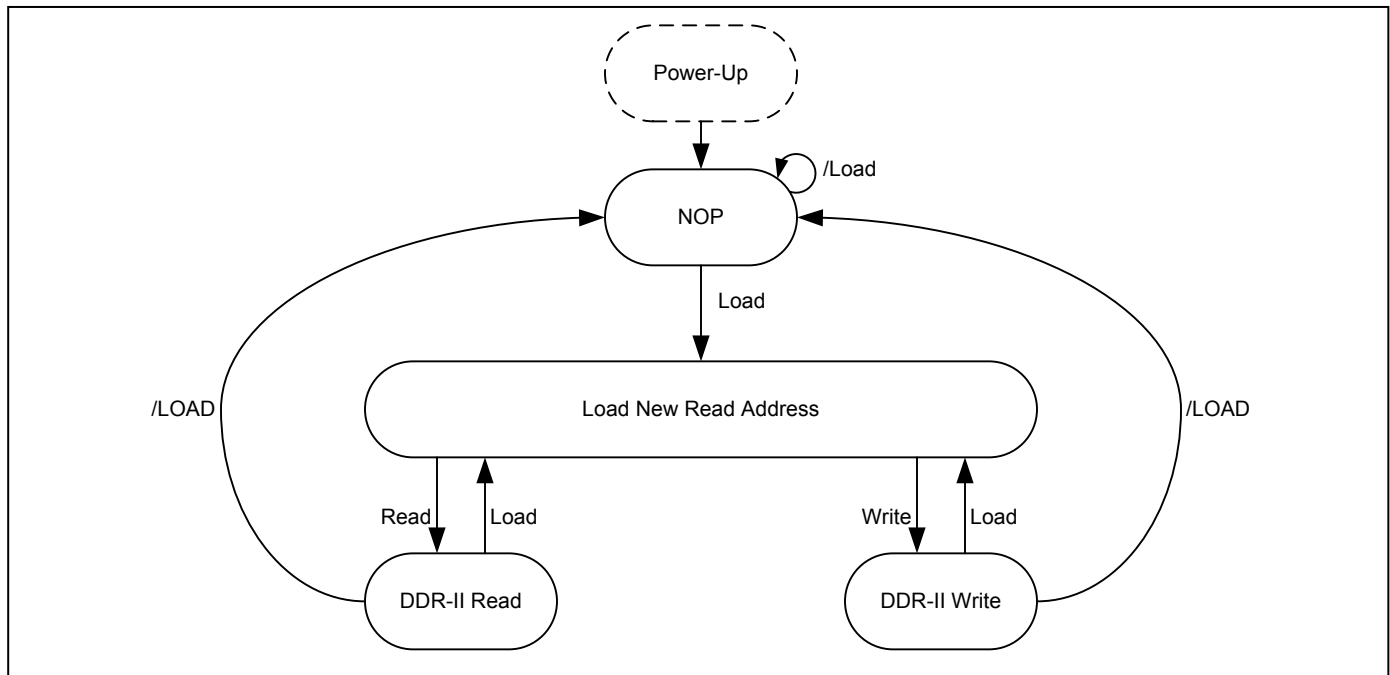 Power-Up
/Load
NOP
Load
/LOAD
Load New Read Address
/LOAD
Read
Load
Write
Load
DDR-II Read
DDR-II Write